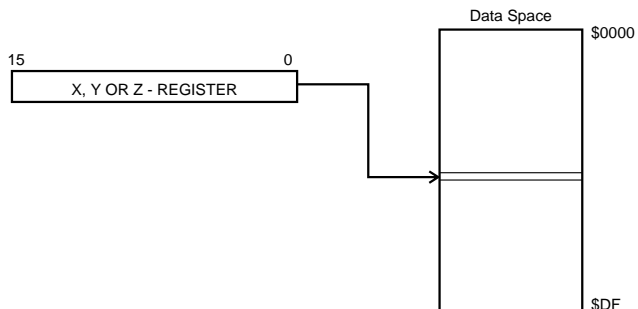 Data Space
$0000
15 0
X, Y OR Z - REGISTER
$DF